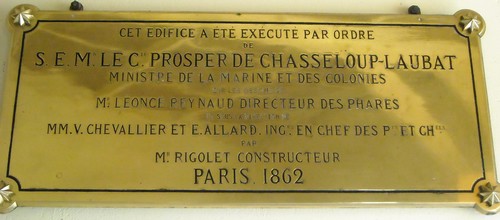 CET EDIFICE A ÉTÉ EXÉCUTÉ PAR ORDRE
DE
S.E. Mr LE Cte PROSPER DE CHASSELOUP-LAUBAT
MINISTRE DE LA MARINE ET DES COLONIES
Mr LEONCE REYNAUD DIRECTEUR DES PHARES
MM. V. CHEVALLIER ET E. ALLARD. INGrs EN CHEF DES Pts ET CHées
PAR
Mr RIGOLET CONSTRUCTEUR
PARIS. 1862